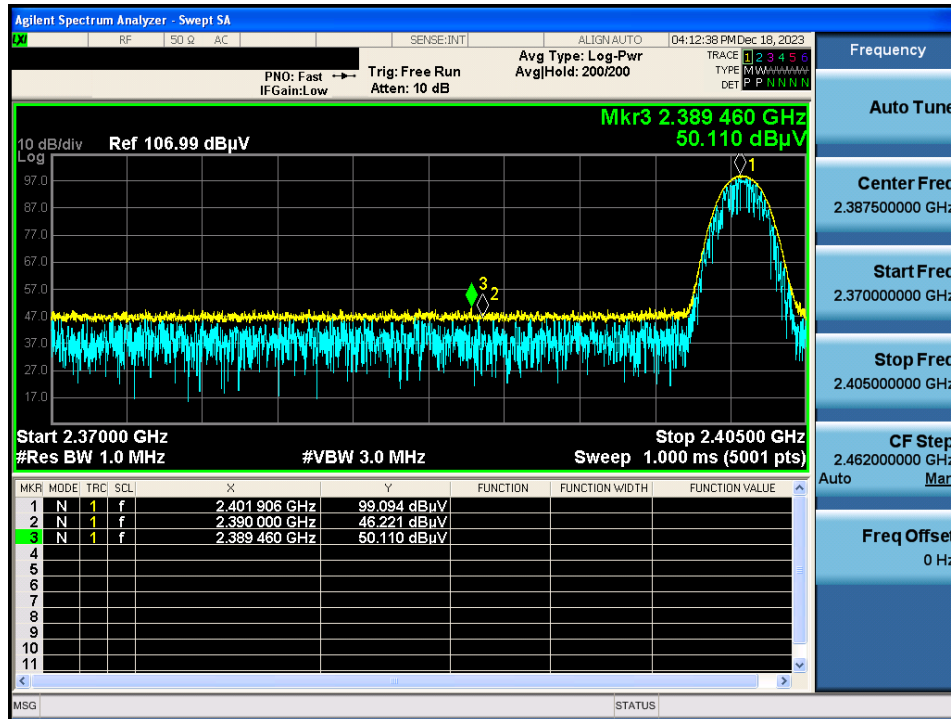 Agilent Spectrum Analyzer - Swept SA
LXI RF 50 Ω AC SENSE:INT ALIGN AUTO 04:12:38 PM Dec 18, 2023
PNO: Fast
IFGain:Low
Trig: Free Run
Atten: 10 dB
Avg Type: Log-Pwr
Avg|Hold: 200/200
TRACE 1 2 3 4 5 6
TYPE MWWWWW
DET P P N N N N
Mkr3 2.389 460 GHz
50.110 dBµV
10 dB/div Ref 106.99 dBµV
Log
97.0
87.0
77.0
67.0
57.0
47.0
37.0
27.0
17.0
1
3
2
Start 2.37000 GHz Stop 2.40500 GHz
#Res BW 1.0 MHz #VBW 3.0 MHz Sweep 1.000 ms (5001 pts)
MKR MODE TRC SCL X Y FUNCTION FUNCTION WIDTH FUNCTION VALUE
1 N 1 f 2.401 906 GHz 99.094 dBµV
2 N 1 f 2.390 000 GHz 46.221 dBµV
3 N 1 f 2.389 460 GHz 50.110 dBµV
4
5
6
7
8
9
10
11
MSG STATUS
Frequency
Auto Tune
Center Freq
2.387500000 GHz
Start Freq
2.370000000 GHz
Stop Freq
2.405000000 GHz
CF Step
2.462000000 GHz
Auto Man
Freq Offset
0 Hz